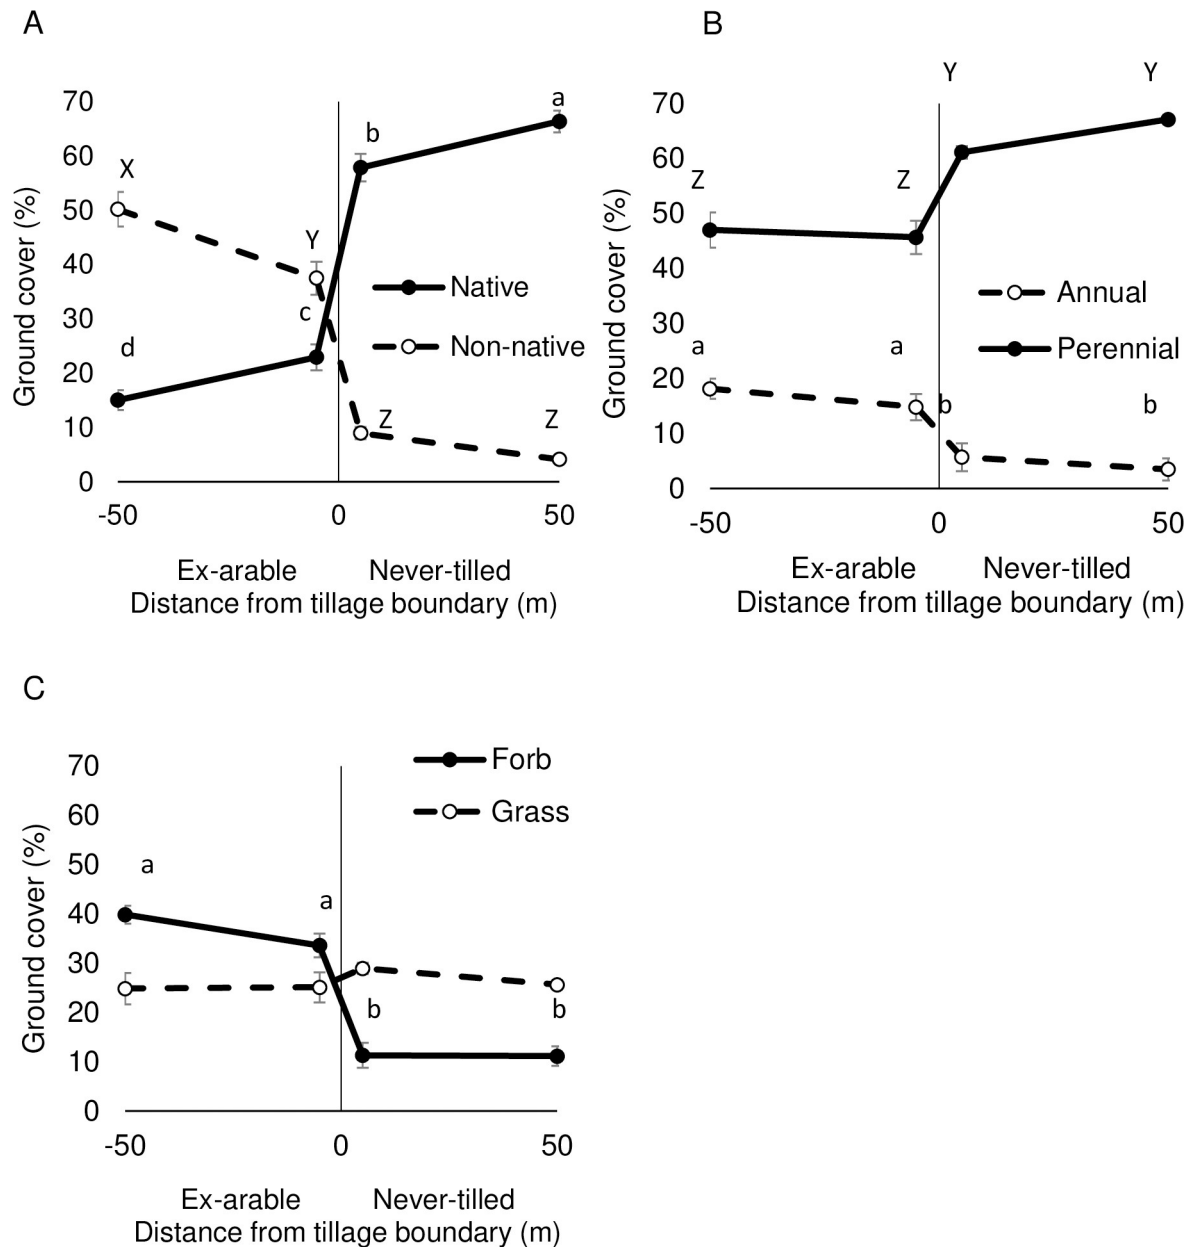 A
70
60
50
40
30
20
10
0
Ground cover (%)
X
Y
c
d
b
a
Z
Z
Native
Non-native
-50
0
50
Ex-arable
Never-tilled
Distance from tillage boundary (m)
B
70
60
50
40
30
20
10
0
Ground cover (%)
Y
Y
Z
Z
a
a
b
b
Annual
Perennial
-50
0
50
Ex-arable
Never-tilled
Distance from tillage boundary (m)
C
70
60
50
40
30
20
10
0
Ground cover (%)
Forb
Grass
a
a
b
b
-50
0
50
Ex-arable
Never-tilled
Distance from tillage boundary (m)